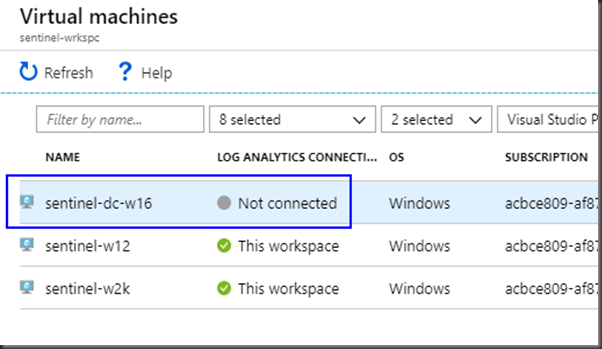 Virtual machines
sentinel-wrkspc
Refresh ? Help
Filter by name... 8 selected 2 selected Visual Studio P
NAME LOG ANALYTICS CONNECTI... OS SUBSCRIPTION
sentinel-dc-w16 Not connected Windows acbce809-af87
sentinel-w12 This workspace Windows acbce809-af87
sentinel-w2k This workspace Windows acbce809-af87